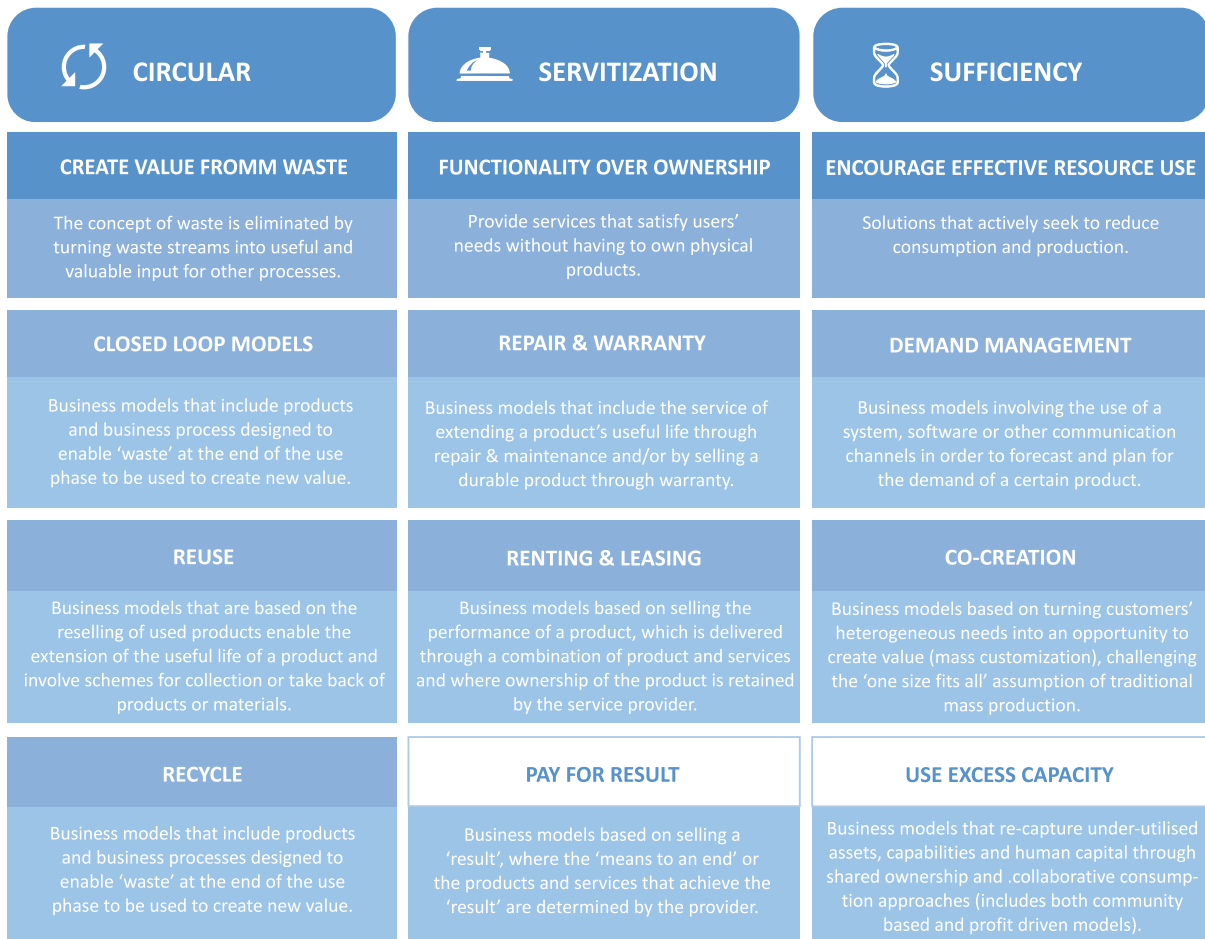 CIRCULAR
SERVITIZATION
SUFFICIENCY
CREATE VALUE FROMM WASTE
The concept of waste is eliminated by
turning waste streams into useful and
valuable input for other processes.
FUNCTIONALITY OVER OWNERSHIP
Provide services that satisfy users’
needs without having to own physical
products.
ENCOURAGE EFFECTIVE RESOURCE USE
Solutions that actively seek to reduce
consumption and production.
CLOSED LOOP MODELS
Business models that include products
and business process designed to
enable ‘waste’ at the end of the use
phase to be used to create new value.
REPAIR & WARRANTY
Business models that include the service of
extending a product’s useful life through
repair & maintenance and/or by selling a
durable product through warranty.
DEMAND MANAGEMENT
Business models involving the use of a
system, software or other communication
channels in order to forecast and plan for
the demand of a certain product.
REUSE
Business models that are based on the
reselling of used products enable the
extension of the useful life of a product and
involve schemes for collection or take back of
products or materials.
RENTING & LEASING
Business models based on selling the
performance of a product, which is delivered
through a combination of product and services
and where ownership of the product is retained
by the service provider.
CO-CREATION
Business models based on turning customers’
heterogeneous needs into an opportunity to
create value (mass customization), challenging
the ‘one size fits all’ assumption of traditional
mass production.
RECYCLE
Business models that include products
and business processes designed to
enable ‘waste’ at the end of the use
phase to be used to create new value.
PAY FOR RESULT
Business models based on selling a
‘result’, where the ‘means to an end’ or
the products and services that achieve the
‘result’ are determined by the provider.
USE EXCESS CAPACITY
Business models that re-capture under-utilised
assets, capabilities and human capital through
shared ownership and .collaborative consump-
tion approaches (includes both community
based and profit driven models).